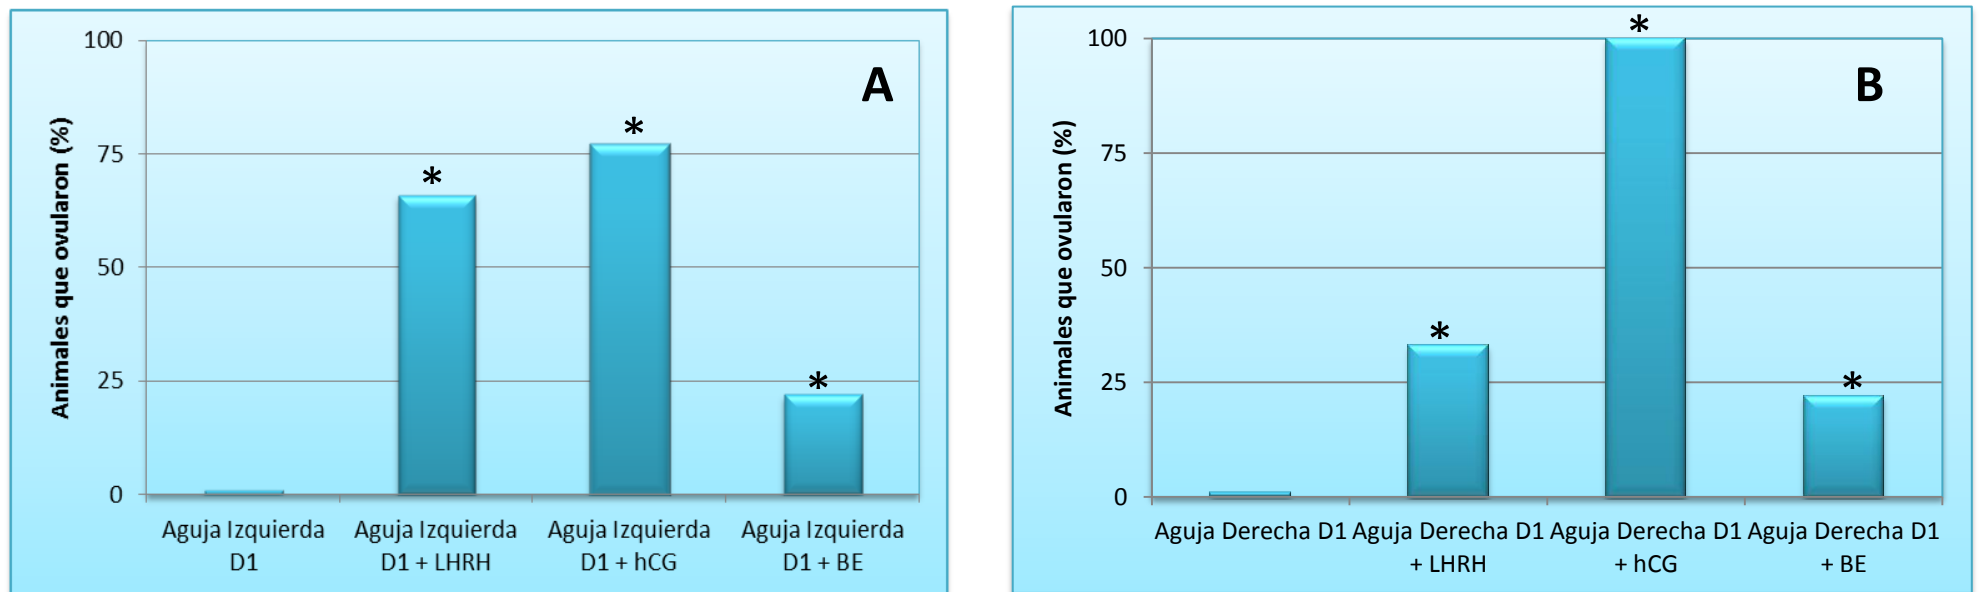 A
Animales que ovularon (%)
100
75
50
25
0
*
*
*
Aguja Izquierda
D1
Aguja Izquierda
D1 + LHRH
Aguja Izquierda
D1 + hCG
Aguja Izquierda
D1 + BE
B
Animales que ovularon (%)
100
75
50
25
0
*
*
*
Aguja Derecha D1
Aguja Derecha D1
+ LHRH
Aguja Derecha D1
+ hCG
Aguja Derecha D1
+ BE